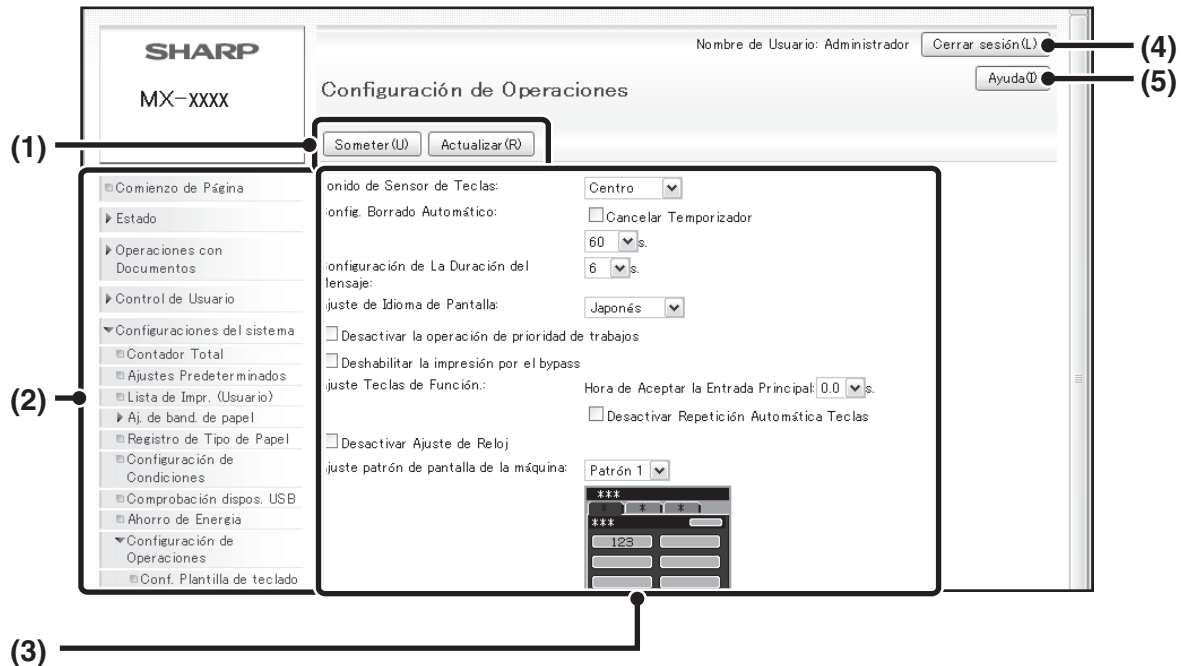 SHARP
MX-xxxx
Nombre de Usuario: Administrador
Cerrar sesión(L)
(4)
Configuración de Operaciones
Ayuda(I)
(5)
(1)
Someter(U)
Actualizar(R)
(2)
Comienzo de Página
Estado
Operaciones con
Documentos
Control de Usuario
Configuraciones del sistema
Contador Total
Ajustes Predeterminados
Lista de Impr. (Usuario)
Aj. de band. de papel
Registro de Tipo de Papel
Configuración de
Condiciones
Comprobación dispos. USB
Ahorro de Energia
Configuración de
Operaciones
Conf. Plantilla de teclado
onido de Sensor de Teclas:
Centro
onfig. Borrado Automático:
Cancelar Temporizador
60 s.
onfiguración de La Duración del
lensaje:
6 s.
juste de Idioma de Pantalla:
Japonés
Desactivar la operación de prioridad de trabajos
Deshabilitar la impresión por el bypass
juste Teclas de Función.:
Hora de Aceptar la Entrada Principal: 0.0 s.
Desactivar Repetición Automática Teclas
Desactivar Ajuste de Reloj
juste patrón de pantalla de la máquina:
Patrón 1
***
* * *
***
123
(3)